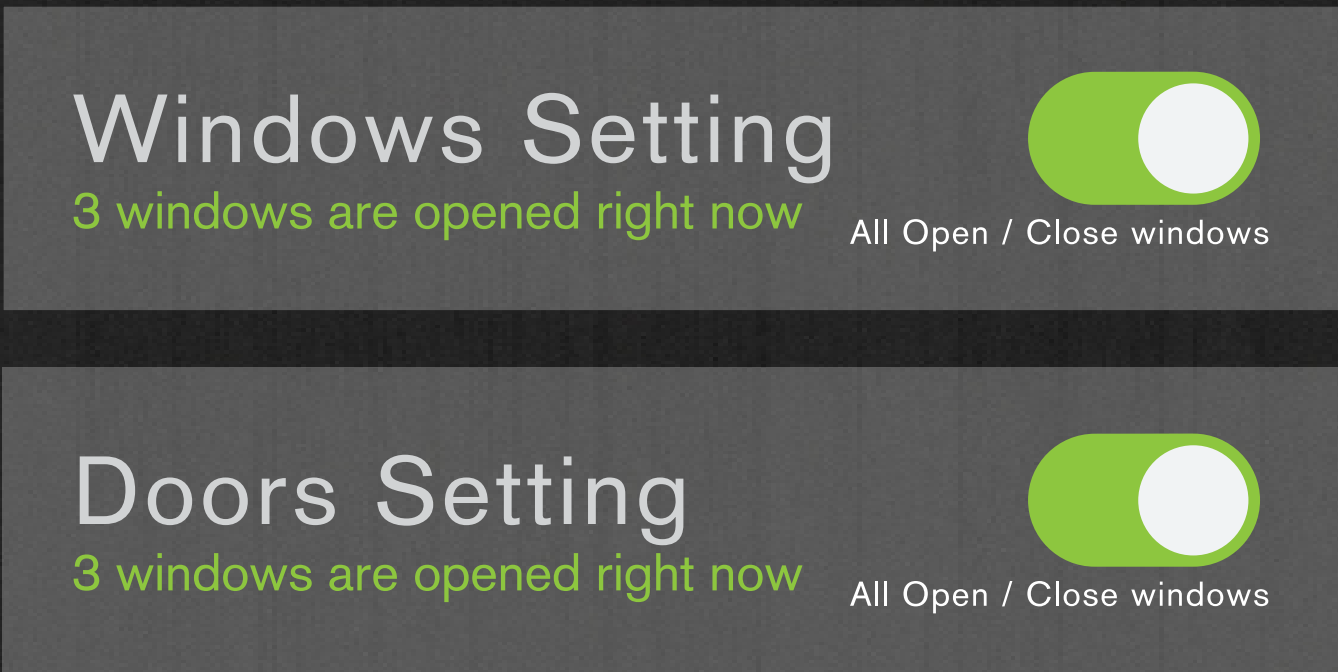 Windows Setting
3 windows are opened right now
All Open / Close windows
Doors Setting
3 windows are opened right now
All Open / Close windows